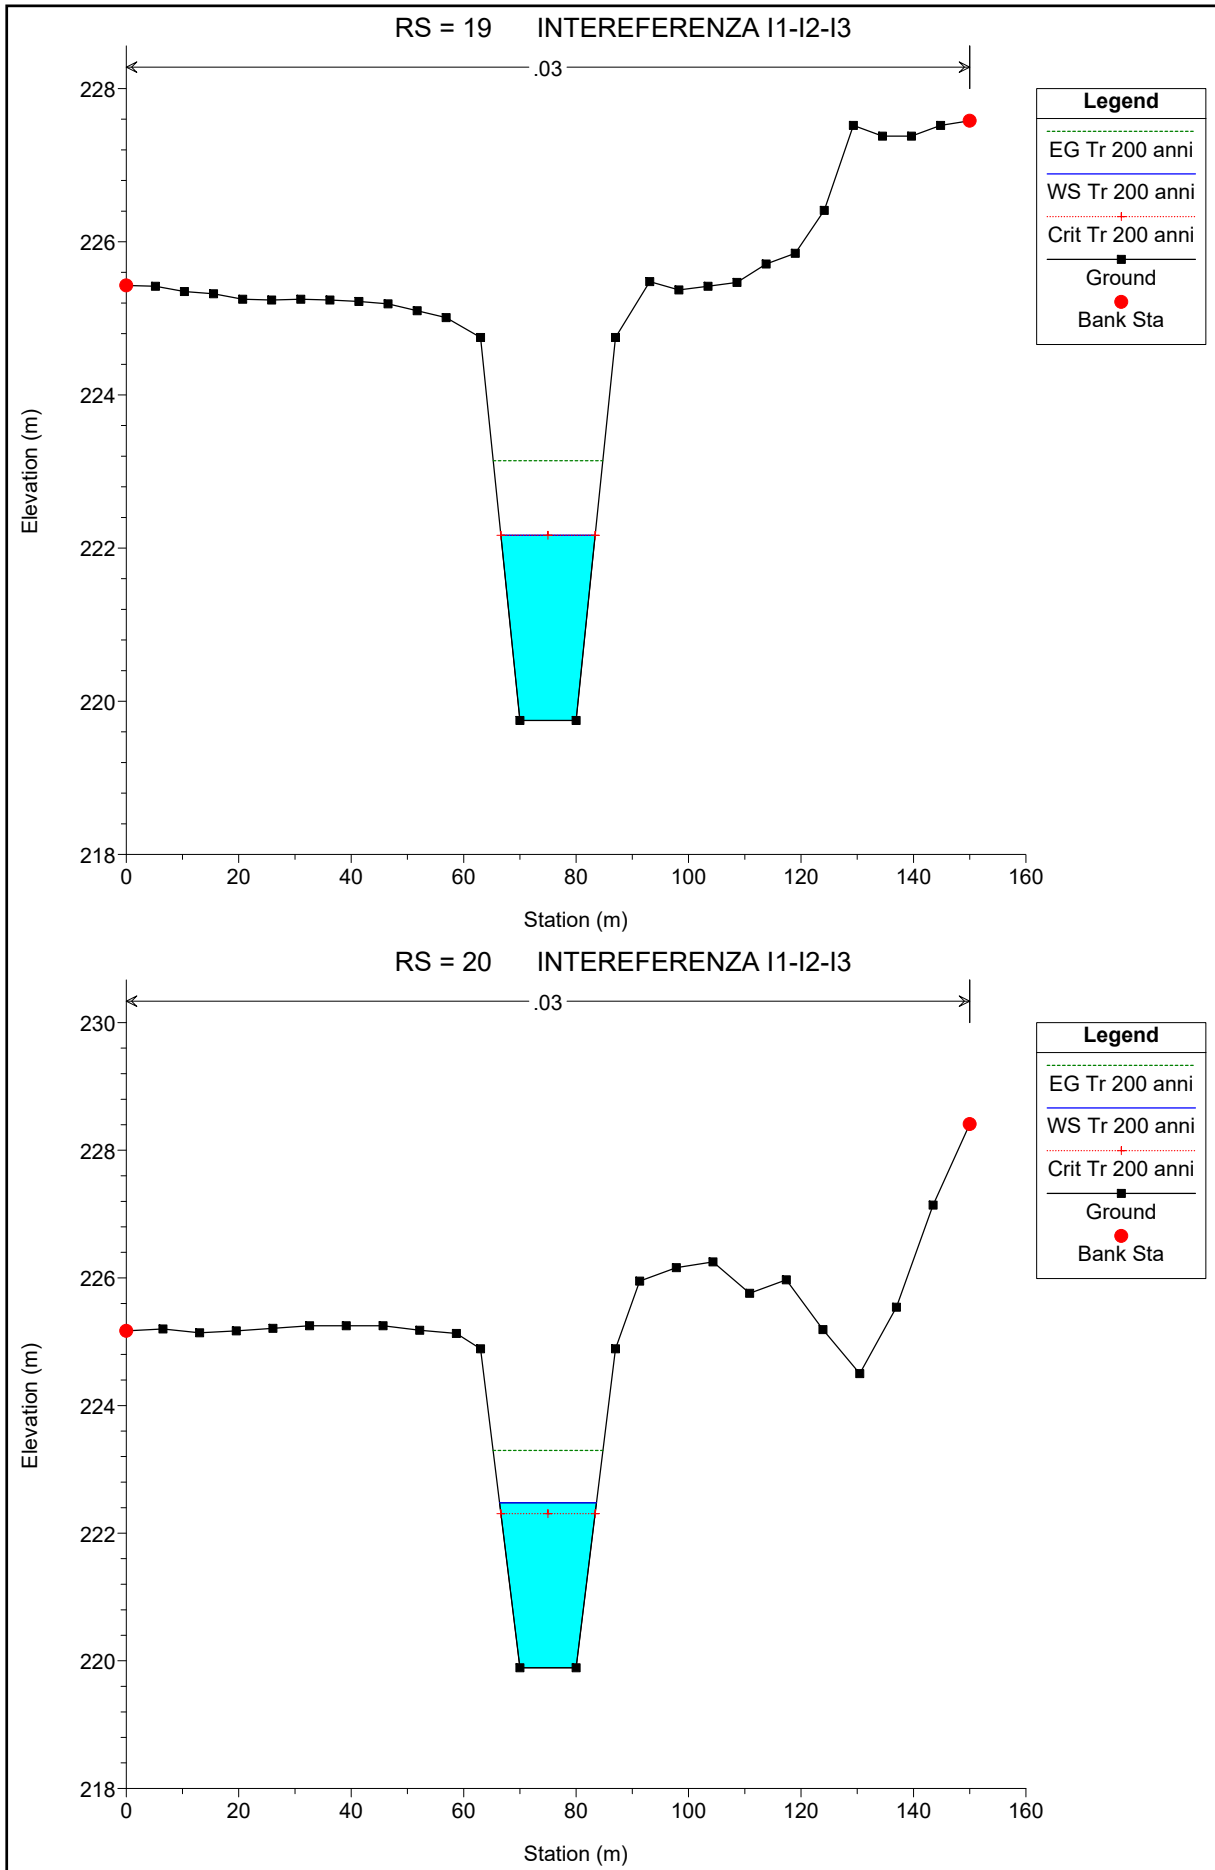 RS = 19 INTEREFERENZA I1-I2-I3
.03
228
226
224
222
220
218
Elevation (m)
0 20 40 60 80 100 120 140 160
Station (m)
Legend
EG Tr 200 anni
WS Tr 200 anni
Crit Tr 200 anni
Ground
Bank Sta
RS = 20 INTEREFERENZA I1-I2-I3
.03
230
228
226
224
222
220
218
Elevation (m)
0 20 40 60 80 100 120 140 160
Station (m)
Legend
EG Tr 200 anni
WS Tr 200 anni
Crit Tr 200 anni
Ground
Bank Sta